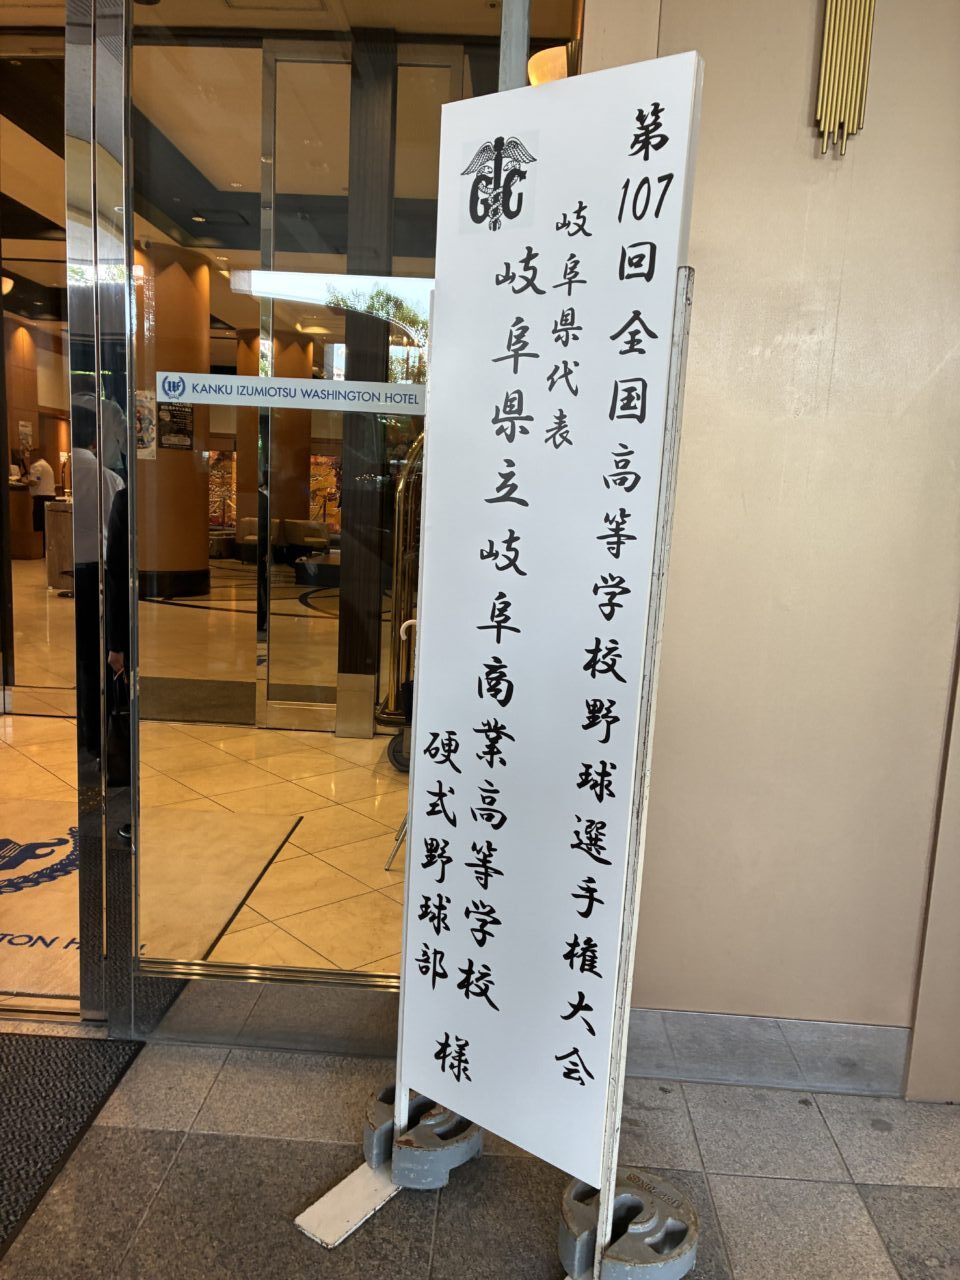 第107回全国高等学校野球選手権大会
岐阜県代表
岐阜県立岐阜商業高等学校
硬式野球部
様
GC
KANKU IZUMIOTSU WASHINGTON HOTEL